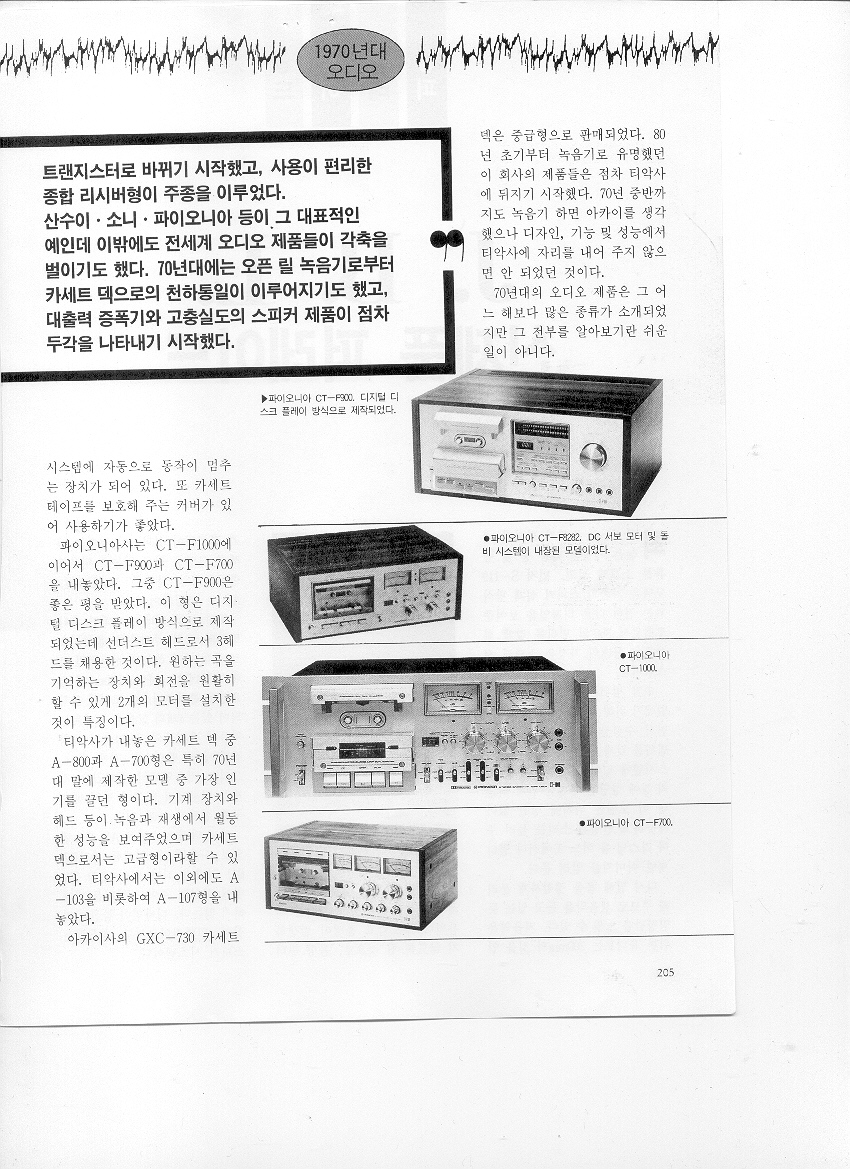 1970년대
오디오
트랜지스터로 바뀌기 시작했고, 사용이 편리한
종합 리시버형이 주종을 이루었다.
산수이·소니·파이오니아 등이 그 대표적인
예인데 이밖에도 전세계 오디오 제품들이 각축을
벌이기도 했다. 70년대에는 오픈 릴 녹음기로부터
카세트 덱으로의 천하통일이 이루어지기도 했고,
대출력 증폭기와 고충실도의 스피커 제품이 점차
두각을 나타내기 시작했다.
▶파이오니아 CT-F900. 디지털 디
스크 플레이 방식으로 제작되었다.
시스템에 자동으로 동작이 멈추
는 장치가 되어 있다. 또 카세트
테이프를 보호해 주는 커버가 있
어 사용하기가 좋았다.
파이오니아사는 CT-F1000에
이어서 CT-F900과 CT-F700
을 내놓았다. 그중 CT-F900은
좋은 평을 받았다. 이 형은 디지
털 디스크 플레이 방식으로 제작
되었는데 선더스트 헤드로서 3헤
드를 채용한 것이다. 원하는 곡을
기억하는 장치와 회전을 원활히
할 수 있게 2개의 모터를 설치한
것이 특징이다.
티악사가 내놓은 카세트 덱 중
A-800과 A-700형은 특히 70년
대 말에 제작한 모델 중 가장 인
기를 끌던 형이다. 기계 장치와
헤드 등이 녹음과 재생에서 월등
한 성능을 보여주었으며 카세트
덱으로서는 고급형이라할 수 있
었다. 티악사에서는 이외에도 A
-103을 비롯하여 A-107형을 내
놓았다.
아카이사의 GXC-730 카세트
덱은 중급형으로 판매되었다. 80
년 초기부터 녹음기로 유명했던
이 회사의 제품들은 점차 티악사
에 뒤지기 시작했다. 70년 중반까
지도 녹음기 하면 아카이를 생각
했으나 디자인, 기능 및 성능에서
티악사에 자리를 내어 주지 않으
면 안 되었던 것이다.
70년대의 오디오 제품은 그 어
느 해보다 많은 종류가 소개되었
지만 그 전부를 알아보기란 쉬운
일이 아니다.
●파이오니아 CT-F8282. DC 서보 모터 및 돌
비 시스템이 내장된 모델이었다.
●파이오니아
CT-1000.
●파이오니아 CT-F700.
205